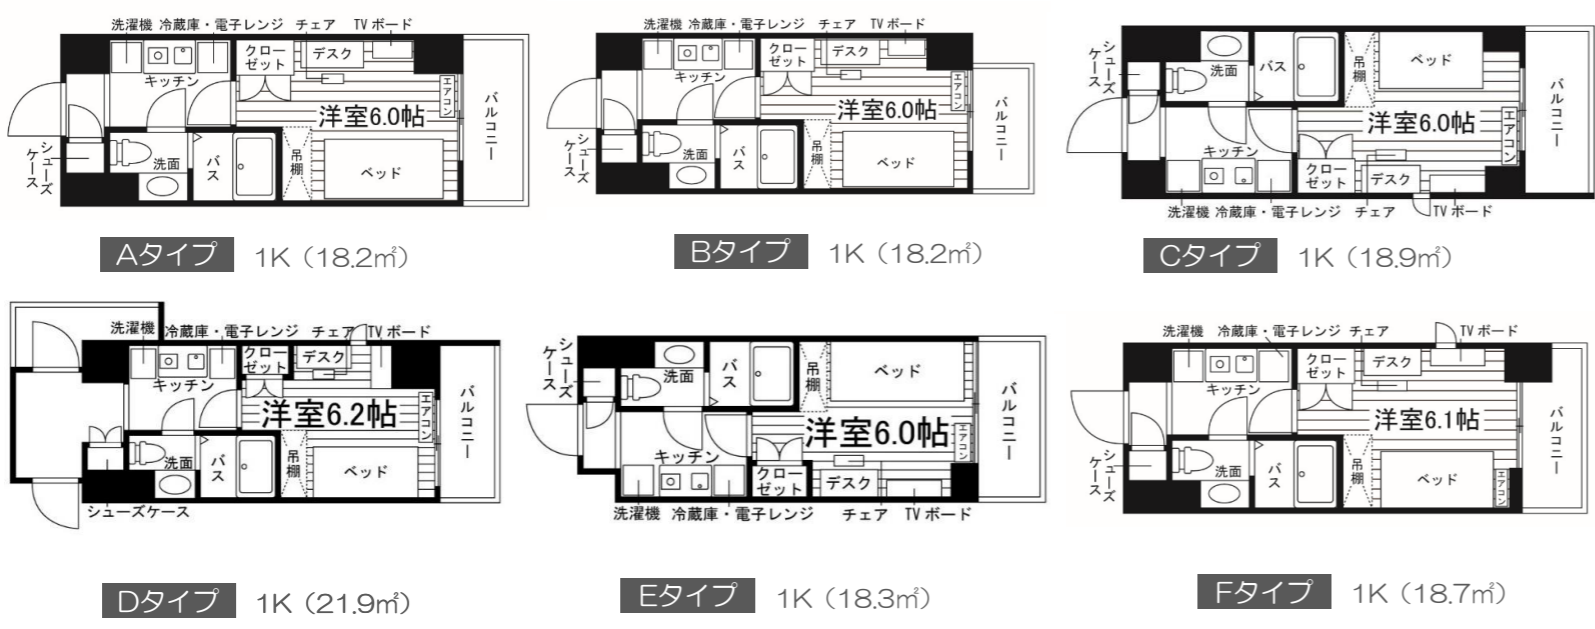 洗濯機 冷蔵庫・電子レンジ チェア TVボード
クロー
ゼット
デスク
キッチン
エアコン
洋室6.0帖
バルコニー
シューズ
ケース
洗面
バス
吊棚
ベッド
Aタイプ 1K（18.2㎡）
洗濯機 冷蔵庫・電子レンジ チェア TVボード
クロー
ゼット
デスク
キッチン
エアコン
洋室6.0帖
バルコニー
シューズ
ケース
洗面
バス
吊棚
ベッド
Bタイプ 1K（18.2㎡）
シューズ
ケース
洗面
バス
吊棚
ベッド
バルコニー
洋室6.0帖
エアコン
キッチン
クロー
ゼット
デスク
洗濯機 冷蔵庫・電子レンジ チェア TVボード
Cタイプ 1K（18.9㎡）
洗濯機 冷蔵庫・電子レンジ チェア TVボード
クロー
ゼット
デスク
キッチン
洋室6.2帖
エアコン
バルコニー
洗面
バス
吊棚
ベッド
シューズケース
Dタイプ 1K（21.9㎡）
シューズ
ケース
洗面
バス
吊棚
ベッド
バルコニー
洋室6.0帖
エアコン
キッチン
クロー
ゼット
デスク
洗濯機 冷蔵庫・電子レンジ チェア TVボード
Eタイプ 1K（18.3㎡）
洗濯機 冷蔵庫・電子レンジ チェア TVボード
クロー
ゼット
デスク
キッチン
洋室6.1帖
バルコニー
シューズ
ケース
洗面
バス
吊棚
ベッド
エアコン
Fタイプ 1K（18.7㎡）